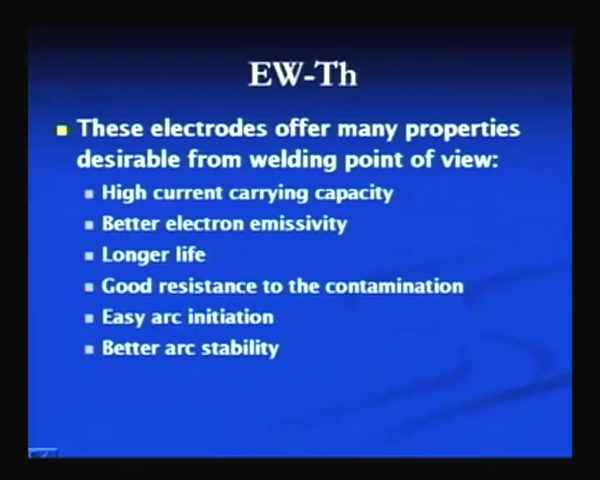 EW-Th
These electrodes offer many properties
desirable from welding point of view:
High current carrying capacity
Better electron emissivity
Longer life
Good resistance to the contamination
Easy arc initiation
Better arc stability